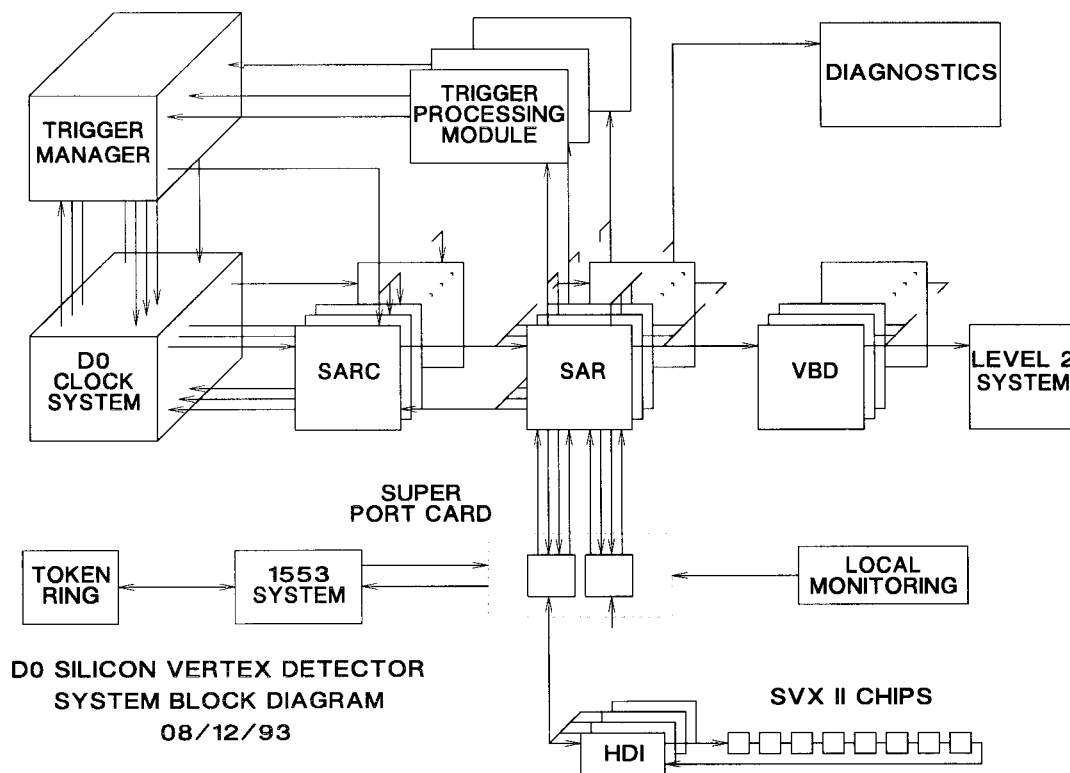 DIAGNOSTICS
TRIGGER
PROCESSING
MODULE
TRIGGER
MANAGER
D0
CLOCK
SYSTEM
SARC
SAR
VBD
LEVEL 2
SYSTEM
SUPER
PORT CARD
TOKEN
RING
1553
SYSTEM
LOCAL
MONITORING
D0 SILICON VERTEX DETECTOR
SYSTEM BLOCK DIAGRAM
08/12/93
SVX II CHIPS
HDI